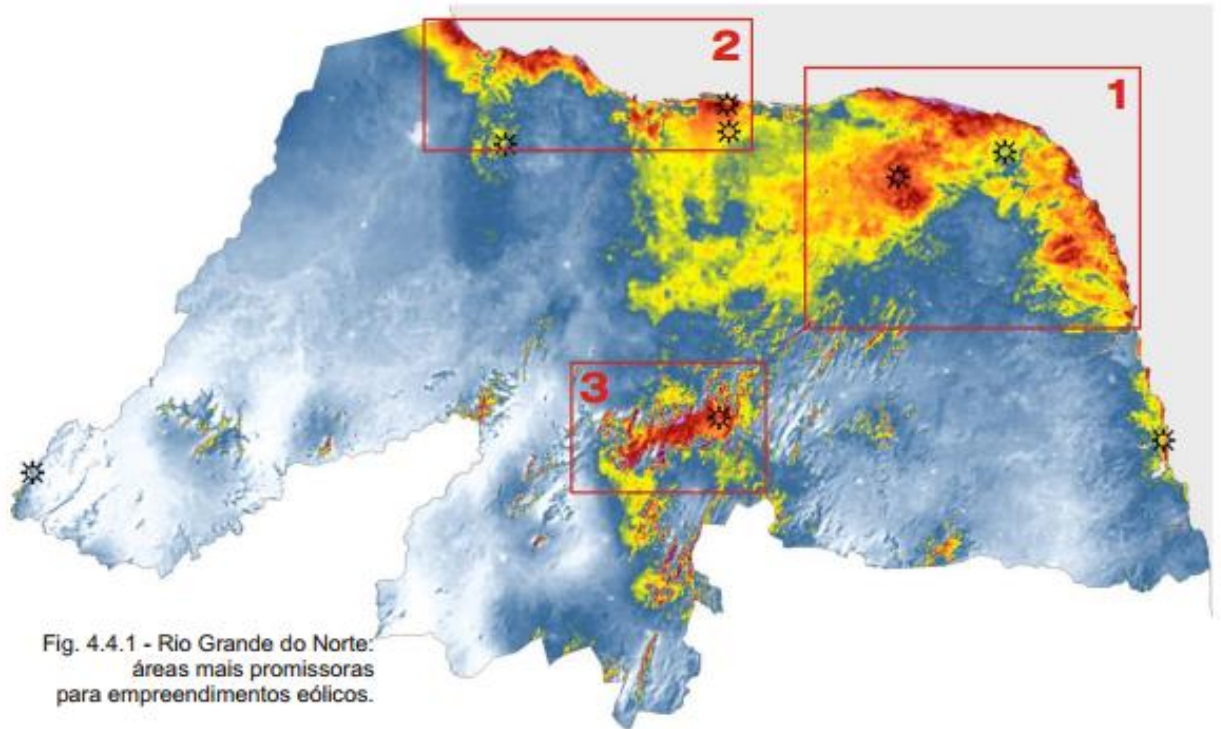 2
1
3
Fig. 4.4.1 - Rio Grande do Norte:
áreas mais promissoras
para empreendimentos eólicos.